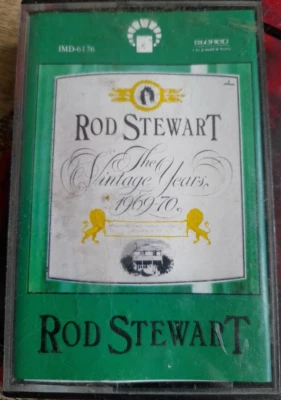 IMD-6176
STEREO
ROD STEWART
The
Vintage Years
1969-70.
ROD STEWART